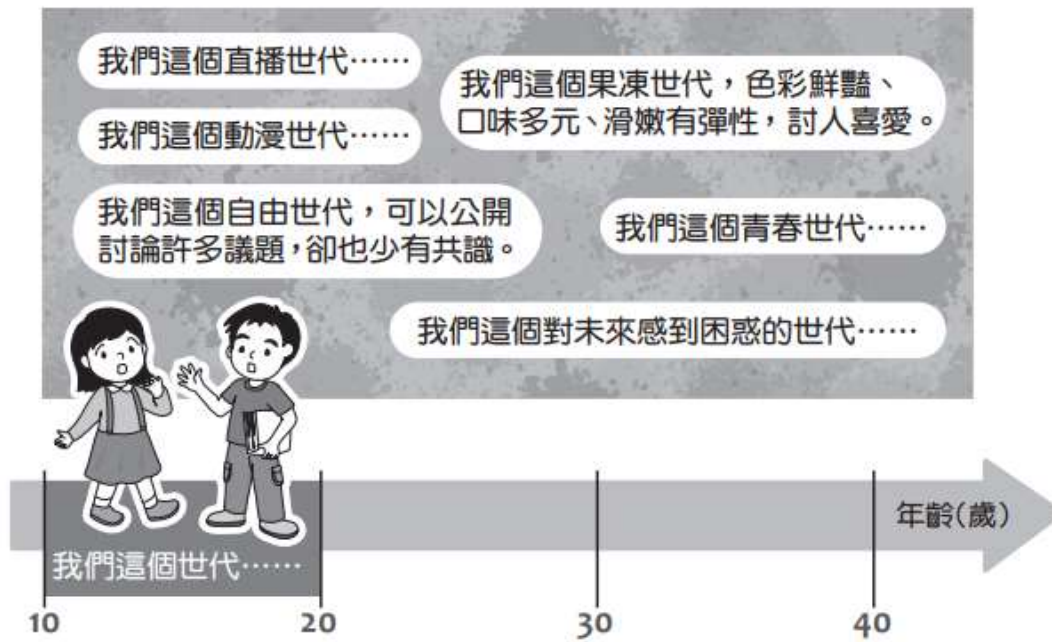 我們這個直播世代……
我們這個果凍世代，色彩鮮豔、
口味多元、滑嫩有彈性，討人喜愛。
我們這個動漫世代……
我們這個自由世代，可以公開
討論許多議題，卻也少有共識。
我們這個青春世代……
我們這個對未來感到困惑的世代……
年齡(歲)
我們這個世代……
10
20
30
40